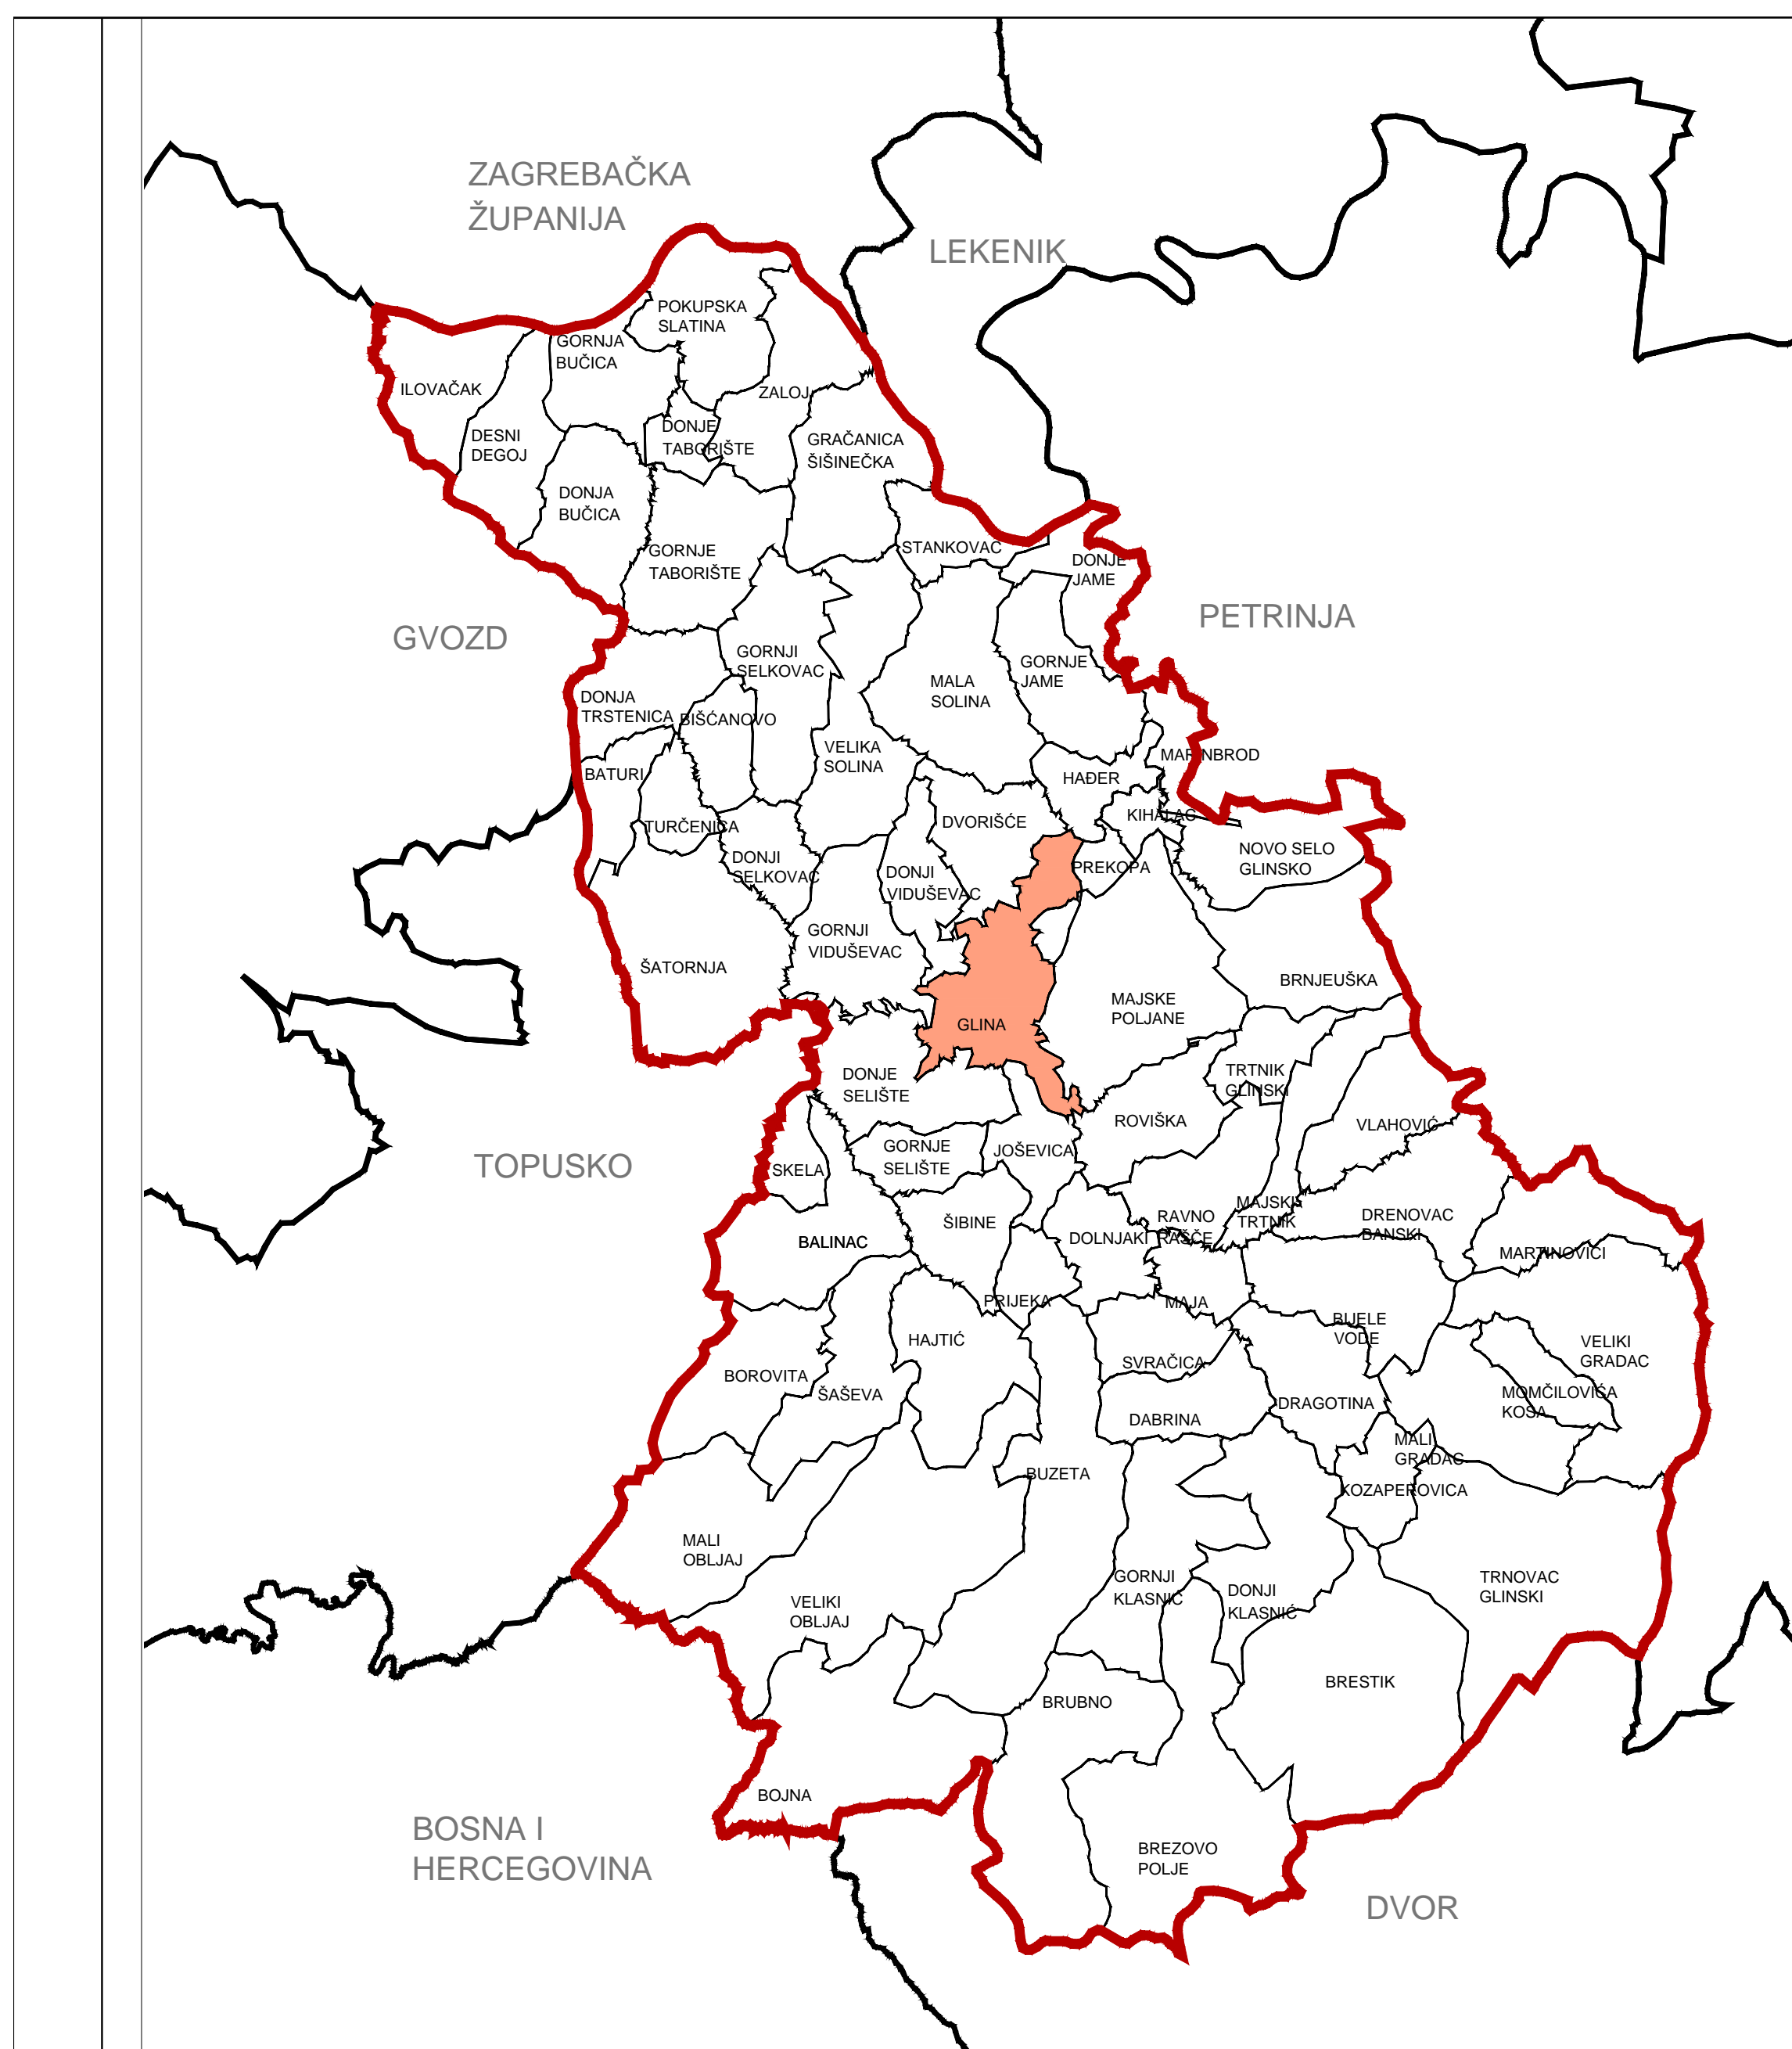 ZAGREBAČKA
ŽUPANIJA
LEKENIK
POKUPSKA
SLATINA
GORNJA
BUČICA
ILOVAČAK
ZALOJ
DESNI
DEGOJ
DONJE
TABORIŠTE
GRAČANICA
ŠIŠINEČKA
DONJA
BUČICA
GORNJE
TABORIŠTE
STANKOVAC
DONJE
JAME
PETRINJA
GVOZD
GORNJI
SELKOVAC
MALA
SOLINA
GORNJE
JAME
DONJA
TRSTENICA
BIŠĆANOVO
VELIKA
SOLINA
MARINBROD
BATURI
HAĐER
TURČENICA
DVORIŠĆE
KIHALAC
DONJI
SELKOVAC
DONJI
VIDUŠEVAC
PREKOPA
NOVO SELO
GLINSKO
GORNJI
VIDUŠEVAC
ŠATORNJA
BRNJEUŠKA
MAJSKE
POLJANE
GLINA
DONJE
SELIŠTE
TRTNIK
GLINSKI
ROVIŠKA
VLAHOVIĆ
TOPUSKO
SKELA
GORNJE
SELIŠTE
JOŠEVICA
ŠIBINE
BALINAC
DOLNJAKI
RAVNO
RAŠĆE
MAJSKI
TRTNIK
DRENOVAC
BANSKI
MARTINOVIĆI
PRIJEKA
MAJA
HAJTIĆ
BIJELE
VODE
VELIKI
GRADAC
BOROVITA
ŠAŠEVA
SVRAČICA
MOMČILOVIĆA
KOSA
DABRINA
DRAGOTINA
MALI
GRADAC
BUZETA
KOZAPEROVICA
MALI
OBLJAJ
VELIKI
OBLJAJ
GORNJI
KLASNIĆ
DONJI
KLASNIĆ
TRNOVAC
GLINSKI
BRUBNO
BRESTIK
BOJNA
BOSNA I
HERCEGOVINA
BREZOVO
POLJE
DVOR